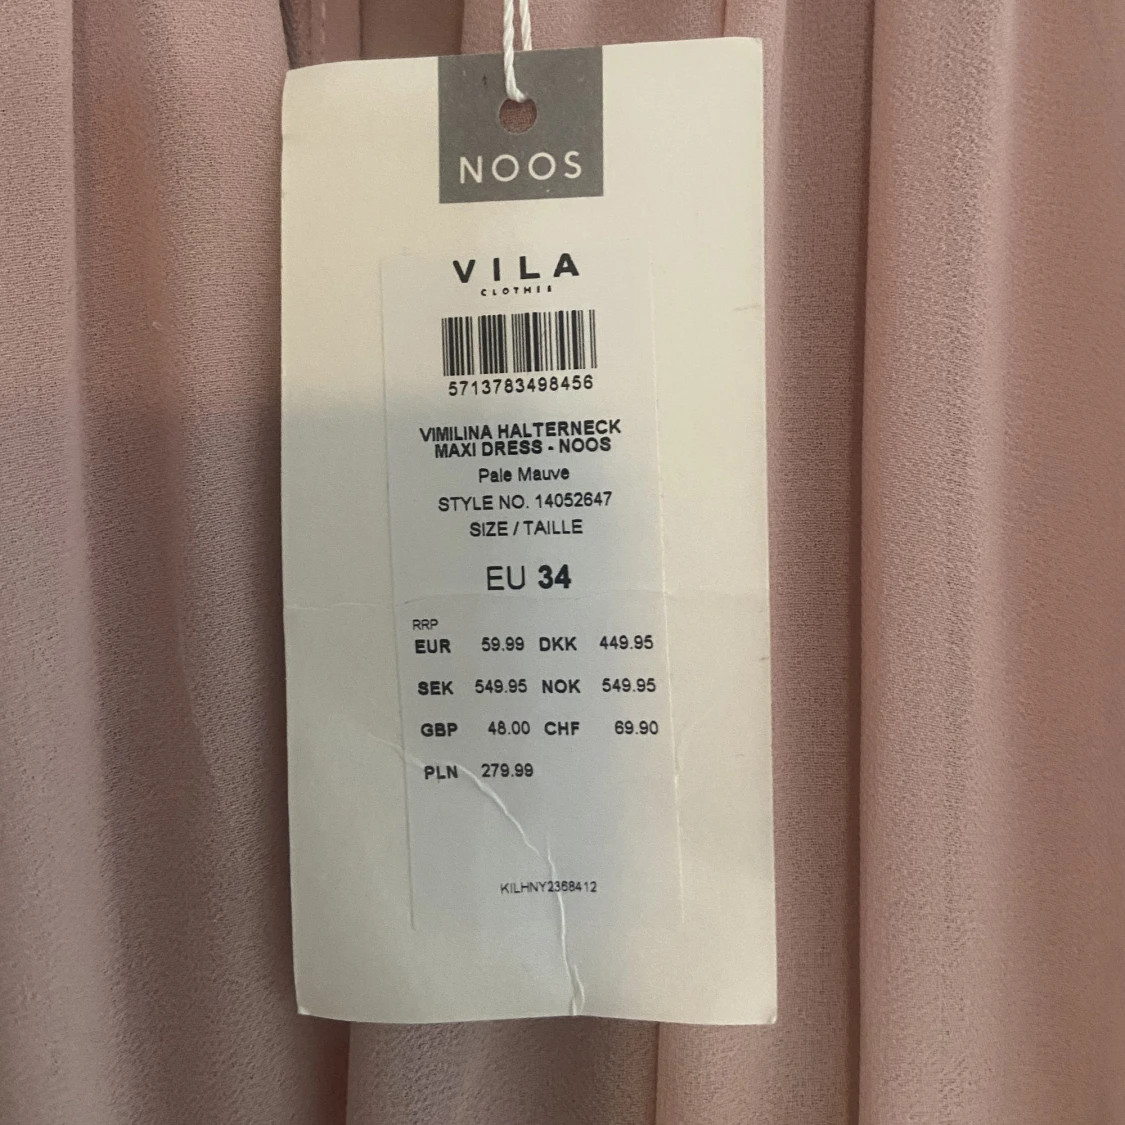 NOOS
VILA
CLOTHES
5713783498456
VIMILINA HALTERNECK
MAXI DRESS - NOOS
Pale Mauve
STYLE NO. 14052647
SIZE / TAILLE
EU 34
RRP
EUR 59.99 DKK 449.95
SEK 549.95 NOK 549.95
GBP 48.00 CHF 69.90
PLN 279.99
KILHNY2368412